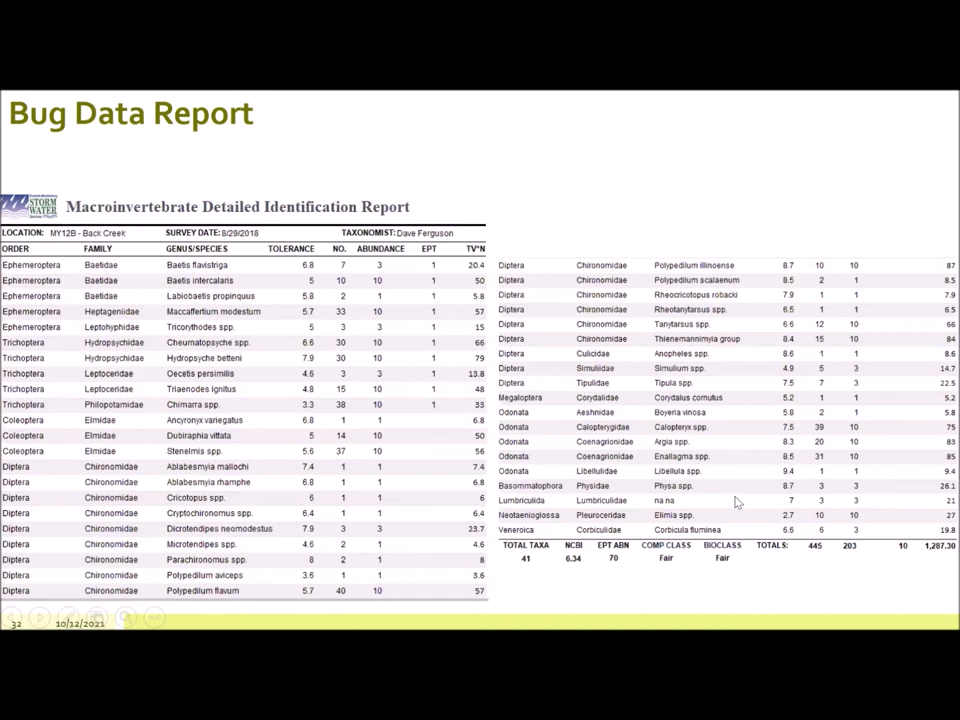 Bug Data Report
STORM
WATER
Macroinvertebrate Detailed Identification Report
LOCATION: MY12B - Back Creek SURVEY DATE: 8/29/2018 TAXONOMIST: Dave Ferguson
ORDER FAMILY GENUS/SPECIES TOLERANCE NO. ABUNDANCE EPT TV*N
Ephemeroptera Baetidae Baetis flavistriga 6.8 7 3 1 20.4
Ephemeroptera Baetidae Baetis intercalaris 5 10 10 1 50
Ephemeroptera Baetidae Labiobaetis propinquus 5.8 2 1 1 5.8
Ephemeroptera Heptageniidae Maccaffertium modestum 5.7 33 10 1 57
Ephemeroptera Leptohyphidae Tricorythodes spp. 5 3 3 1 15
Trichoptera Hydropsychidae Cheumatopsyche spp. 6.6 30 10 1 66
Trichoptera Hydropsychidae Hydropsyche betteni 7.9 30 10 1 79
Trichoptera Leptoceridae Oecetis persimilis 4.6 3 3 1 13.8
Trichoptera Leptoceridae Triaenodes ignitus 4.8 15 10 1 48
Trichoptera Philopotamidae Chimarra spp. 3.3 38 10 1 33
Coleoptera Elmidae Ancyronyx variegatus 6.8 1 1 6.8
Coleoptera Elmidae Dubiraphia vittata 5 14 10 50
Coleoptera Elmidae Stenelmis spp. 5.6 37 10 56
Diptera Chironomidae Ablabesmyia mallochi 7.4 1 1 7.4
Diptera Chironomidae Ablabesmyia rhamphe 6.8 1 1 6.8
Diptera Chironomidae Cricotopus spp. 6 1 1 6
Diptera Chironomidae Cryptochironomus spp. 6.4 1 1 6.4
Diptera Chironomidae Dicrotendipes neomodestus 7.9 3 3 23.7
Diptera Chironomidae Microtendipes spp. 4.6 2 1 4.6
Diptera Chironomidae Parachironomus spp. 8 2 1 8
Diptera Chironomidae Polypedilum aviceps 3.6 1 1 3.6
Diptera Chironomidae Polypedilum flavum 5.7 40 10 57
Diptera Chironomidae Polypedilum illinoense 8.7 10 10 87
Diptera Chironomidae Polypedilum scalaenum 8.5 2 1 8.5
Diptera Chironomidae Rheocricotopus robacki 7.9 1 1 7.9
Diptera Chironomidae Rheotanytarsus spp. 6.5 1 1 6.5
Diptera Chironomidae Tanytarsus spp. 6.6 12 10 66
Diptera Chironomidae Thienemannimyia group 8.4 15 10 84
Diptera Culicidae Anopheles spp. 8.6 1 1 8.6
Diptera Simuliidae Simulium spp. 4.9 5 3 14.7
Diptera Tipulidae Tipula spp. 7.5 7 3 22.5
Megaloptera Corydalidae Corydalus cornutus 5.2 1 1 5.2
Odonata Aeshnidae Boyeria vinosa 5.8 2 1 5.8
Odonata Calopterygidae Calopteryx spp. 7.5 39 10 75
Odonata Coenagrionidae Argia spp. 8.3 20 10 83
Odonata Coenagrionidae Enallagma spp. 8.5 31 10 85
Odonata Libellulidae Libellula spp. 9.4 1 1 9.4
Basommatophora Physidae Physa spp. 8.7 3 3 26.1
Lumbriculida Lumbriculidae na na 7 3 3 21
Neotaenioglossa Pleuroceridae Elimia spp. 2.7 10 10 27
Veneroica Corbiculidae Corbicula fluminea 6.6 6 3 19.8
TOTAL TAXA NCBI EPT ABN COMP CLASS BIOCLASS TOTALS: 445 203 10 1,287.30
41 6.34 70 Fair Fair
32 10/12/2021